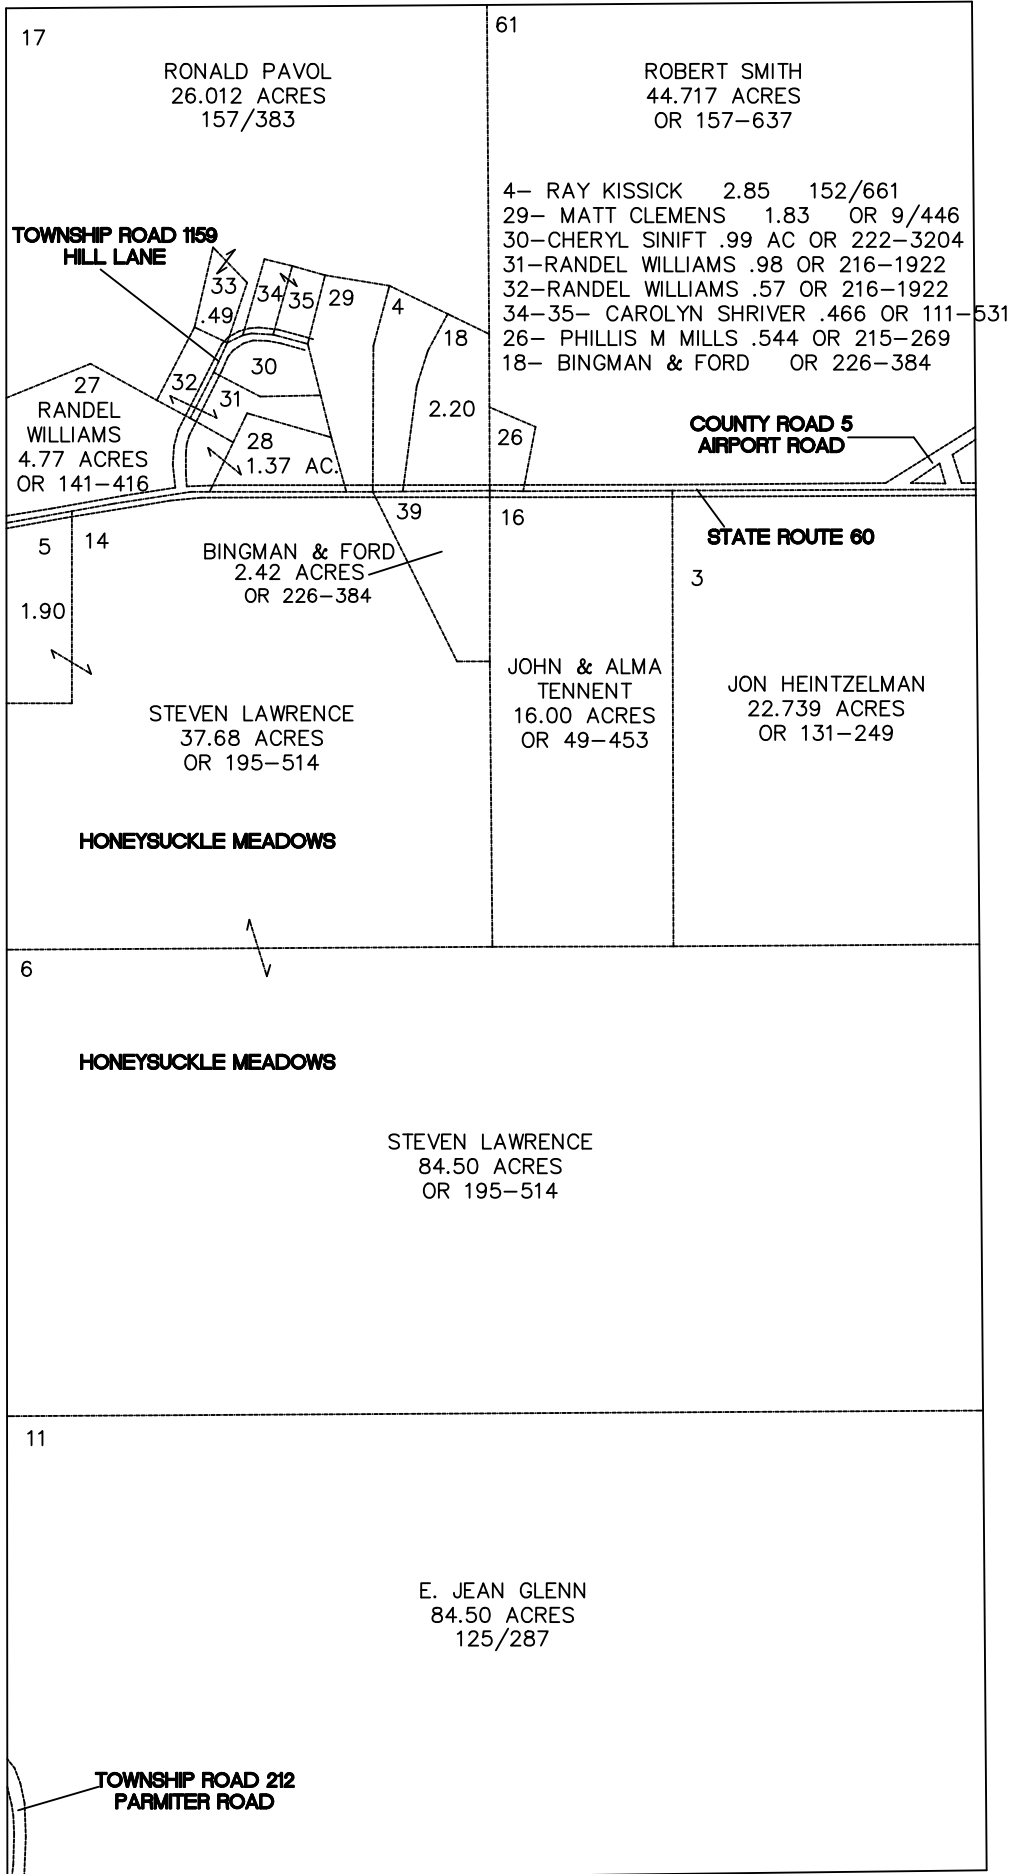 17
RONALD PAVOL
26.012 ACRES
157/383
61
ROBERT SMITH
44.717 ACRES
OR 157-637
4- RAY KISSICK 2.85 152/661
29- MATT CLEMENS 1.83 OR 9/446
30-CHERYL SINIFT .99 AC OR 222-3204
31-RANDEL WILLIAMS .98 OR 216-1922
32-RANDEL WILLIAMS .57 OR 216-1922
34-35- CAROLYN SHRIVER .466 OR 111-531
26- PHILLIS M MILLS .544 OR 215-269
18- BINGMAN & FORD OR 226-384
TOWNSHIP ROAD 1159
HILL LANE
33
.49
34
35
29
4
18
2.20
30
32
31
27
RANDEL
WILLIAMS
4.77 ACRES
OR 141-416
28
1.37 AC.
26
COUNTY ROAD 5
AIRPORT ROAD
STATE ROUTE 60
5
1.90
14
39
BINGMAN & FORD
2.42 ACRES
OR 226-384
16
3
JOHN & ALMA
TENNENT
16.00 ACRES
OR 49-453
JON HEINTZELMAN
22.739 ACRES
OR 131-249
STEVEN LAWRENCE
37.68 ACRES
OR 195-514
HONEYSUCKLE MEADOWS
6
HONEYSUCKLE MEADOWS
STEVEN LAWRENCE
84.50 ACRES
OR 195-514
11
E. JEAN GLENN
84.50 ACRES
125/287
TOWNSHIP ROAD 212
PARMITER ROAD